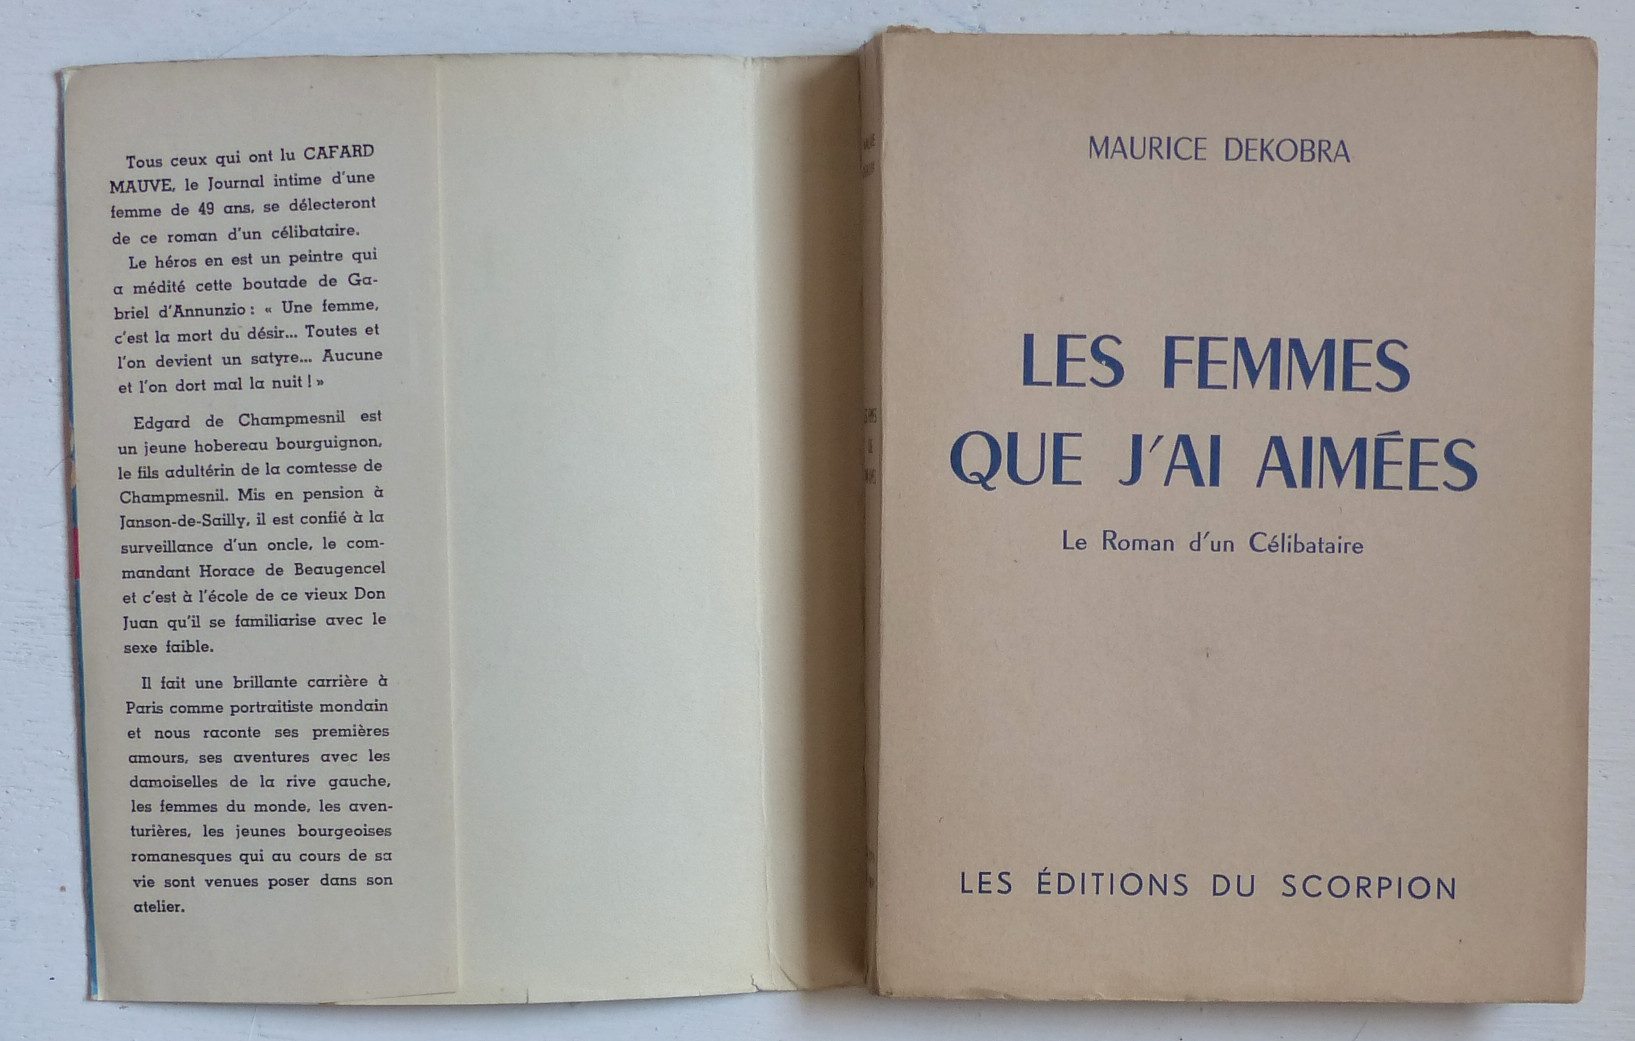 Tous ceux qui ont lu CAFARD
MAUVE, le Journal intime d'une
femme de 49 ans, se délecteront
de ce roman d'un célibataire.
Le héros en est un peintre qui
a médité cette boutade de Ga-
briel d'Annunzio : « Une femme,
c'est la mort du désir... Toutes et
l'on devient un satyre... Aucune
et l'on dort mal la nuit ! »
Edgard de Champmesnil est
un jeune hobereau bourguignon,
le fils adultérin de la comtesse de
Champmesnil. Mis en pension à
Janson-de-Sailly, il est confié à la
surveillance d'un oncle, le com-
mandant Horace de Beaugencel
et c'est à l'école de ce vieux Don
Juan qu'il se familiarise avec le
sexe faible.
Il fait une brillante carrière à
Paris comme portraitiste mondain
et nous raconte ses premières
amours, ses aventures avec les
damoiselles de la rive gauche,
les femmes du monde, les aven-
turières, les jeunes bourgeoises
romanesques qui au cours de sa
vie sont venues poser dans son
atelier.
MAURICE DEKOBRA
LES FEMMES
QUE J'AI AIMÉES
Le Roman d'un Célibataire
LES ÉDITIONS DU SCORPION